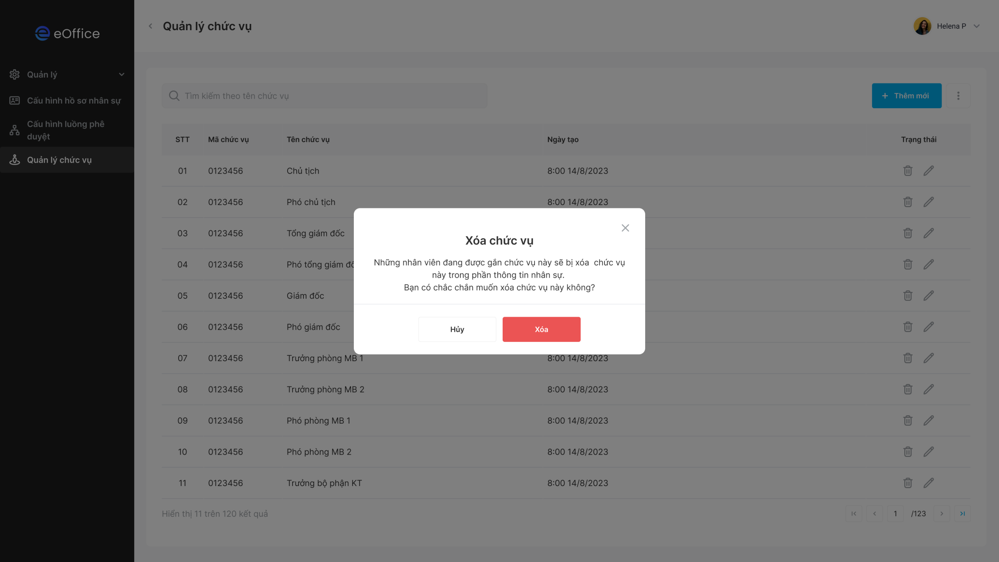 eOffice
Quản lý
Cấu hình hồ sơ nhân sự
Cấu hình luồng phê
duyệt
Quản lý chức vụ
Quản lý chức vụ
Helena P
Tìm kiếm theo tên chức vụ
+ Thêm mới
STT Mã chức vụ Tên chức vụ Ngày tạo Trạng thái
01 0123456 Chủ tịch 8:00 14/8/2023
02 0123456 Phó chủ tịch 8:00 14/8/2023
03 0123456 Tổng giám đốc
04 0123456 Phó tổng giám
05 0123456 Giám đốc
06 0123456 Phó giám đốc
07 0123456 Trưởng phòng MB 1 8:00 14/8/2023
08 0123456 Trưởng phòng MB 2 8:00 14/8/2023
09 0123456 Phó phòng MB 1 8:00 14/8/2023
10 0123456 Phó phòng MB 2 8:00 14/8/2023
11 0123456 Trưởng bộ phận KT 8:00 14/8/2023
Hiển thị 11 trên 120 kết quả
1 /123
Xóa chức vụ
Những nhân viên đang được gắn chức vụ này sẽ bị xóa chức vụ
này trong phần thông tin nhân sự.
Bạn có chắc chắn muốn xóa chức vụ này không?
Hủy
Xóa